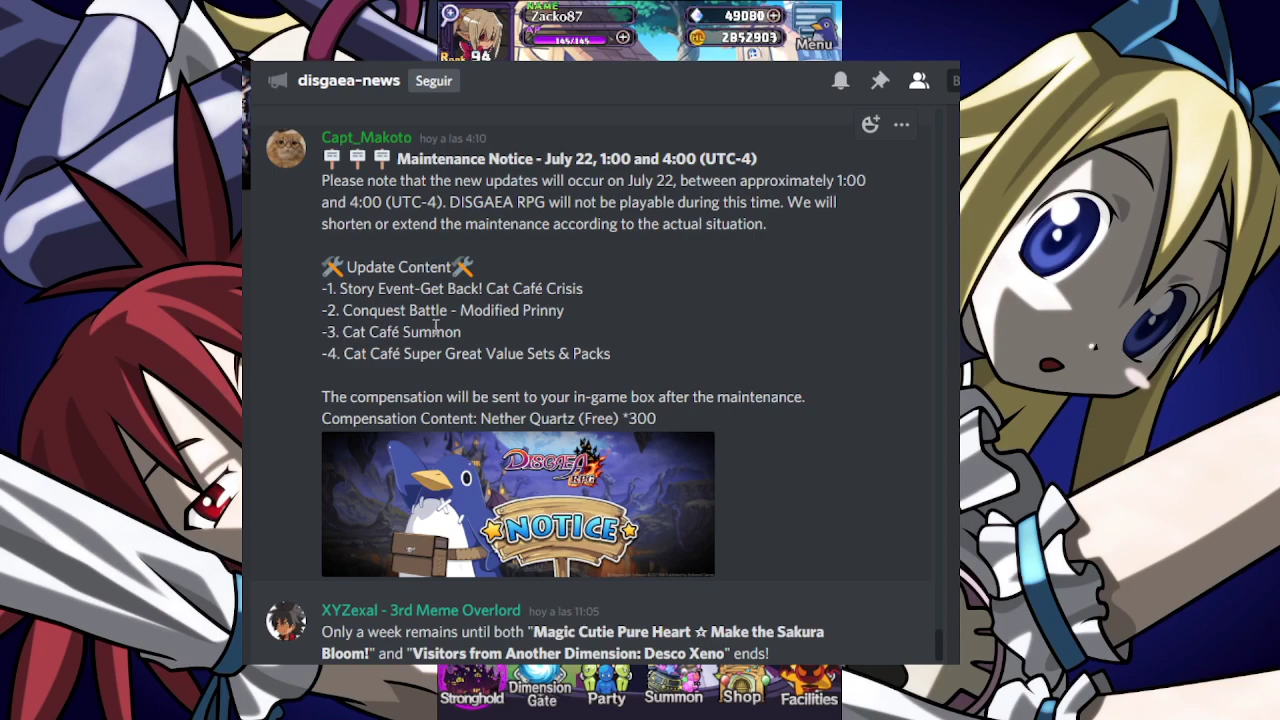 NAME
Zacko87
49080
145/145
2852903
Menu
Rank 94
disgaea-news Seguir
Capt_Makoto hoy a las 4:10
Maintenance Notice - July 22, 1:00 and 4:00 (UTC-4)
Please note that the new updates will occur on July 22, between approximately 1:00
and 4:00 (UTC-4). DISGAEA RPG will not be playable during this time. We will
shorten or extend the maintenance according to the actual situation.
Update Content
-1. Story Event-Get Back! Cat Café Crisis
-2. Conquest Battle - Modified Prinny
-3. Cat Café Summon
-4. Cat Café Super Great Value Sets & Packs
The compensation will be sent to your in-game box after the maintenance.
Compensation Content: Nether Quartz (Free) *300
DISGAEA
RPG
NOTICE
XYZexal - 3rd Meme Overlord hoy a las 11:05
Only a week remains until both "Magic Cutie Pure Heart ☆ Make the Sakura
Bloom!" and "Visitors from Another Dimension: Desco Xeno" ends!
Stronghold Dimension Gate Party Summon Shop Facilities